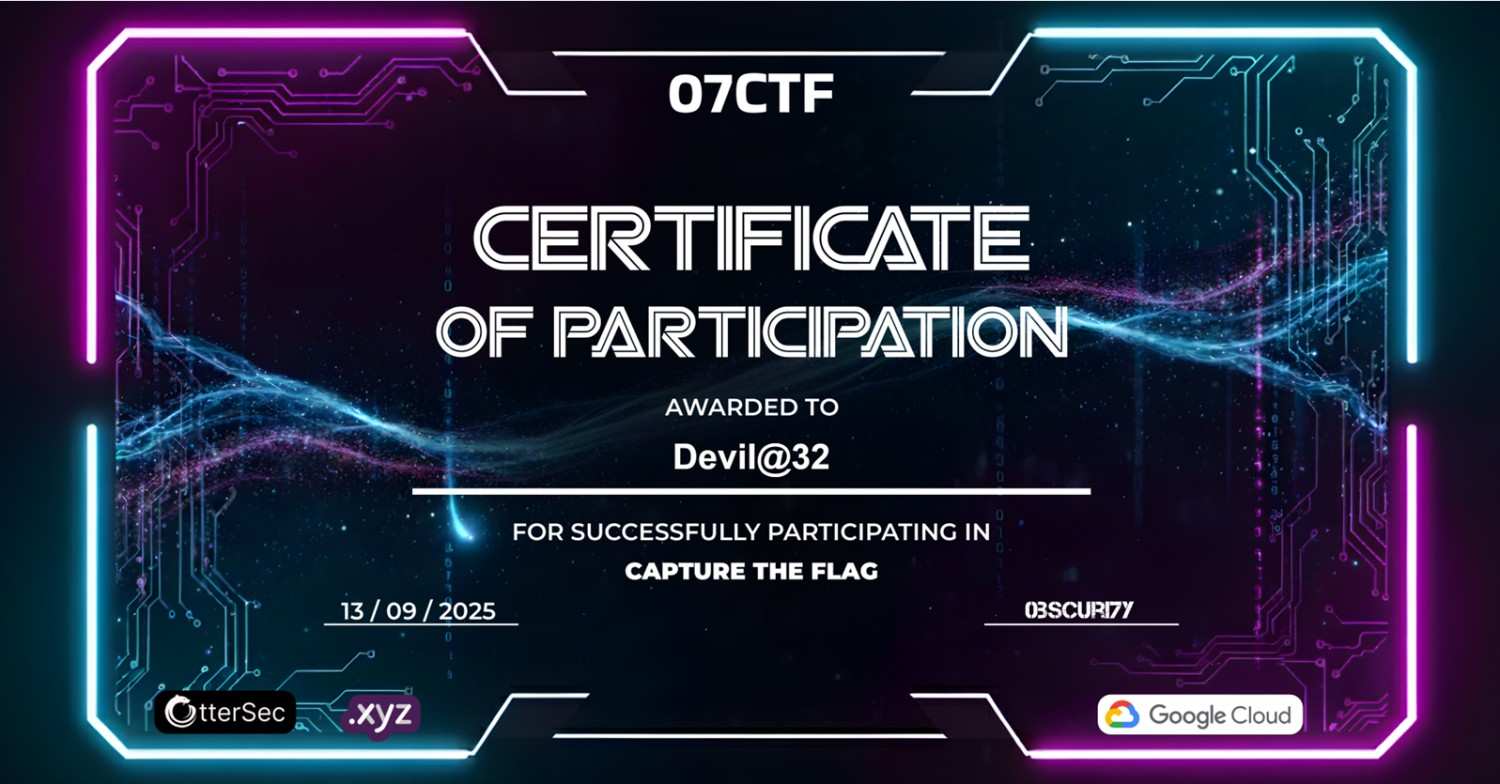 07CTF
CERTIFICATE
OF PARTICIPATION
AWARDED TO
Devil@32
FOR SUCCESSFULLY PARTICIPATING IN
CAPTURE THE FLAG
13 / 09 / 2025
0BSCURI7Y
OtterSec
.xyz
Google Cloud